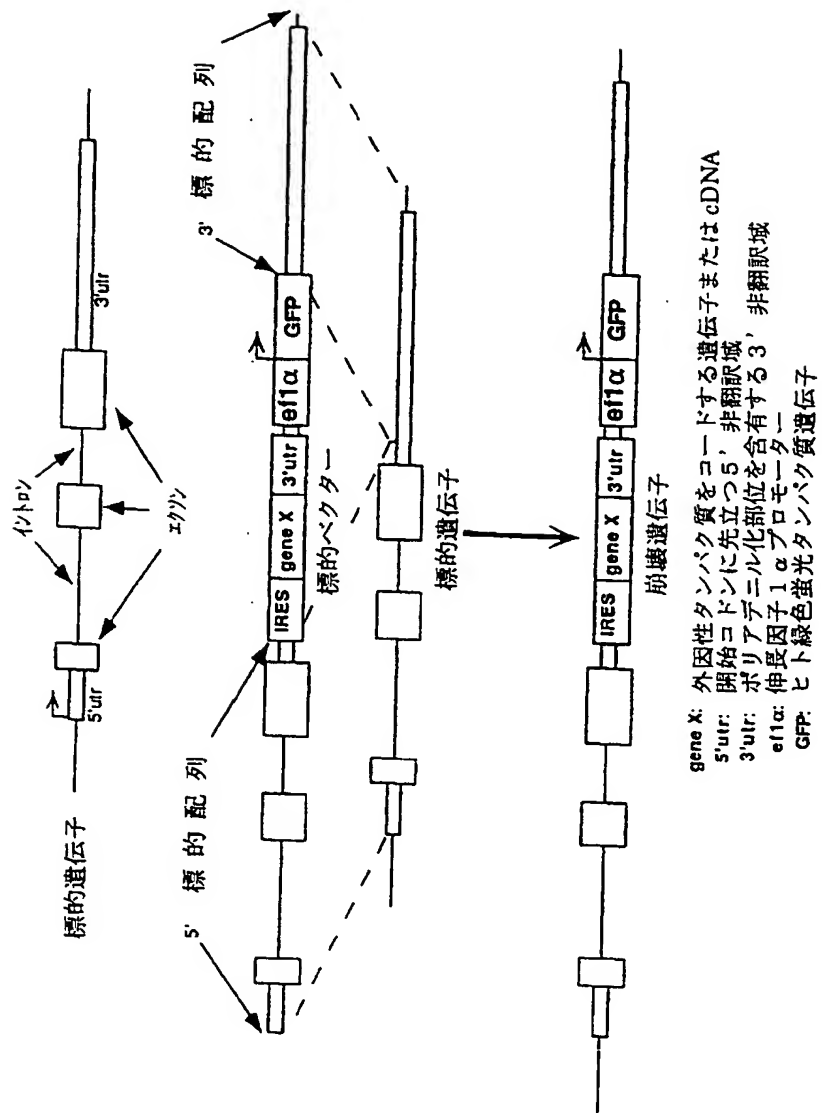 標的遺伝子
5'utr
イントロン
エクソン
3'utr
5' 標的配列
3' 標的配列
IRES gene X 3'utr ef1α GFP
標的ベクター
標的遺伝子
IRES gene X 3'utr ef1α GFP
崩壊遺伝子
gene X: 外因性タンパク質をコードする遺伝子またはcDNA
5'utr: 開始コドンに先立つ5' 非翻訳域
3'utr: ポリアデニル化部位を含有する3' 非翻訳域
ef1α: 伸長因子1αプロモーター
GFP: ヒト緑色蛍光タンパク質遺伝子